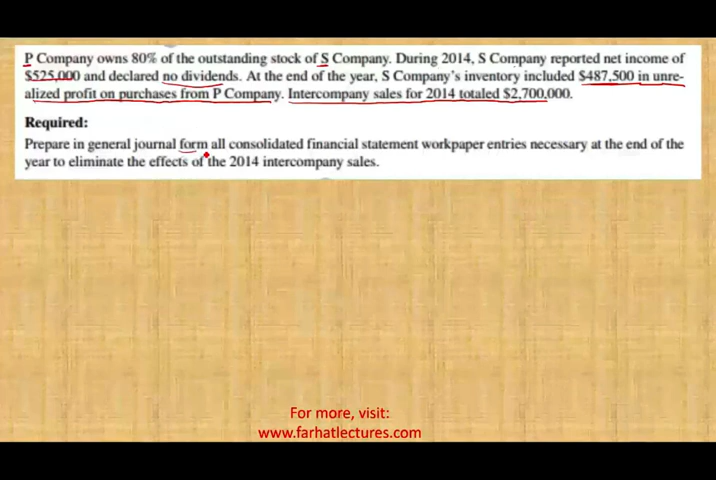 P Company owns 80% of the outstanding stock of S Company. During 2014, S Company reported net income of
$525,000 and declared no dividends. At the end of the year, S Company's inventory included $487,500 in unre-
alized profit on purchases from P Company. Intercompany sales for 2014 totaled $2,700,000.
Required:
Prepare in general journal form all consolidated financial statement workpaper entries necessary at the end of the
year to eliminate the effects of the 2014 intercompany sales.
For more, visit:
www.farhatlectures.com